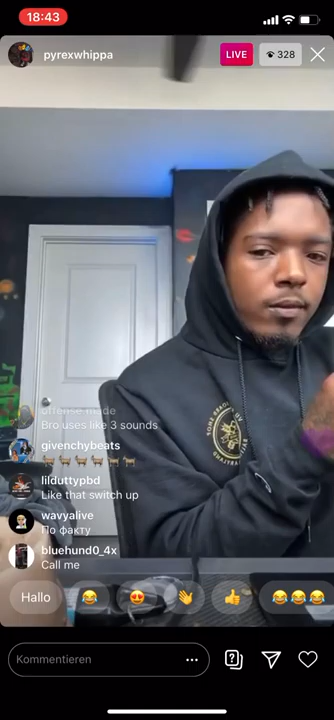 18:43
pyrexwhippa
LIVE
328
offense made
Bro uses like 3 sounds
givenchybeats
lilduttypbd
Like that switch up
wavyalive
По факту
bluehund0_4x
Call me
Hallo
Kommentieren